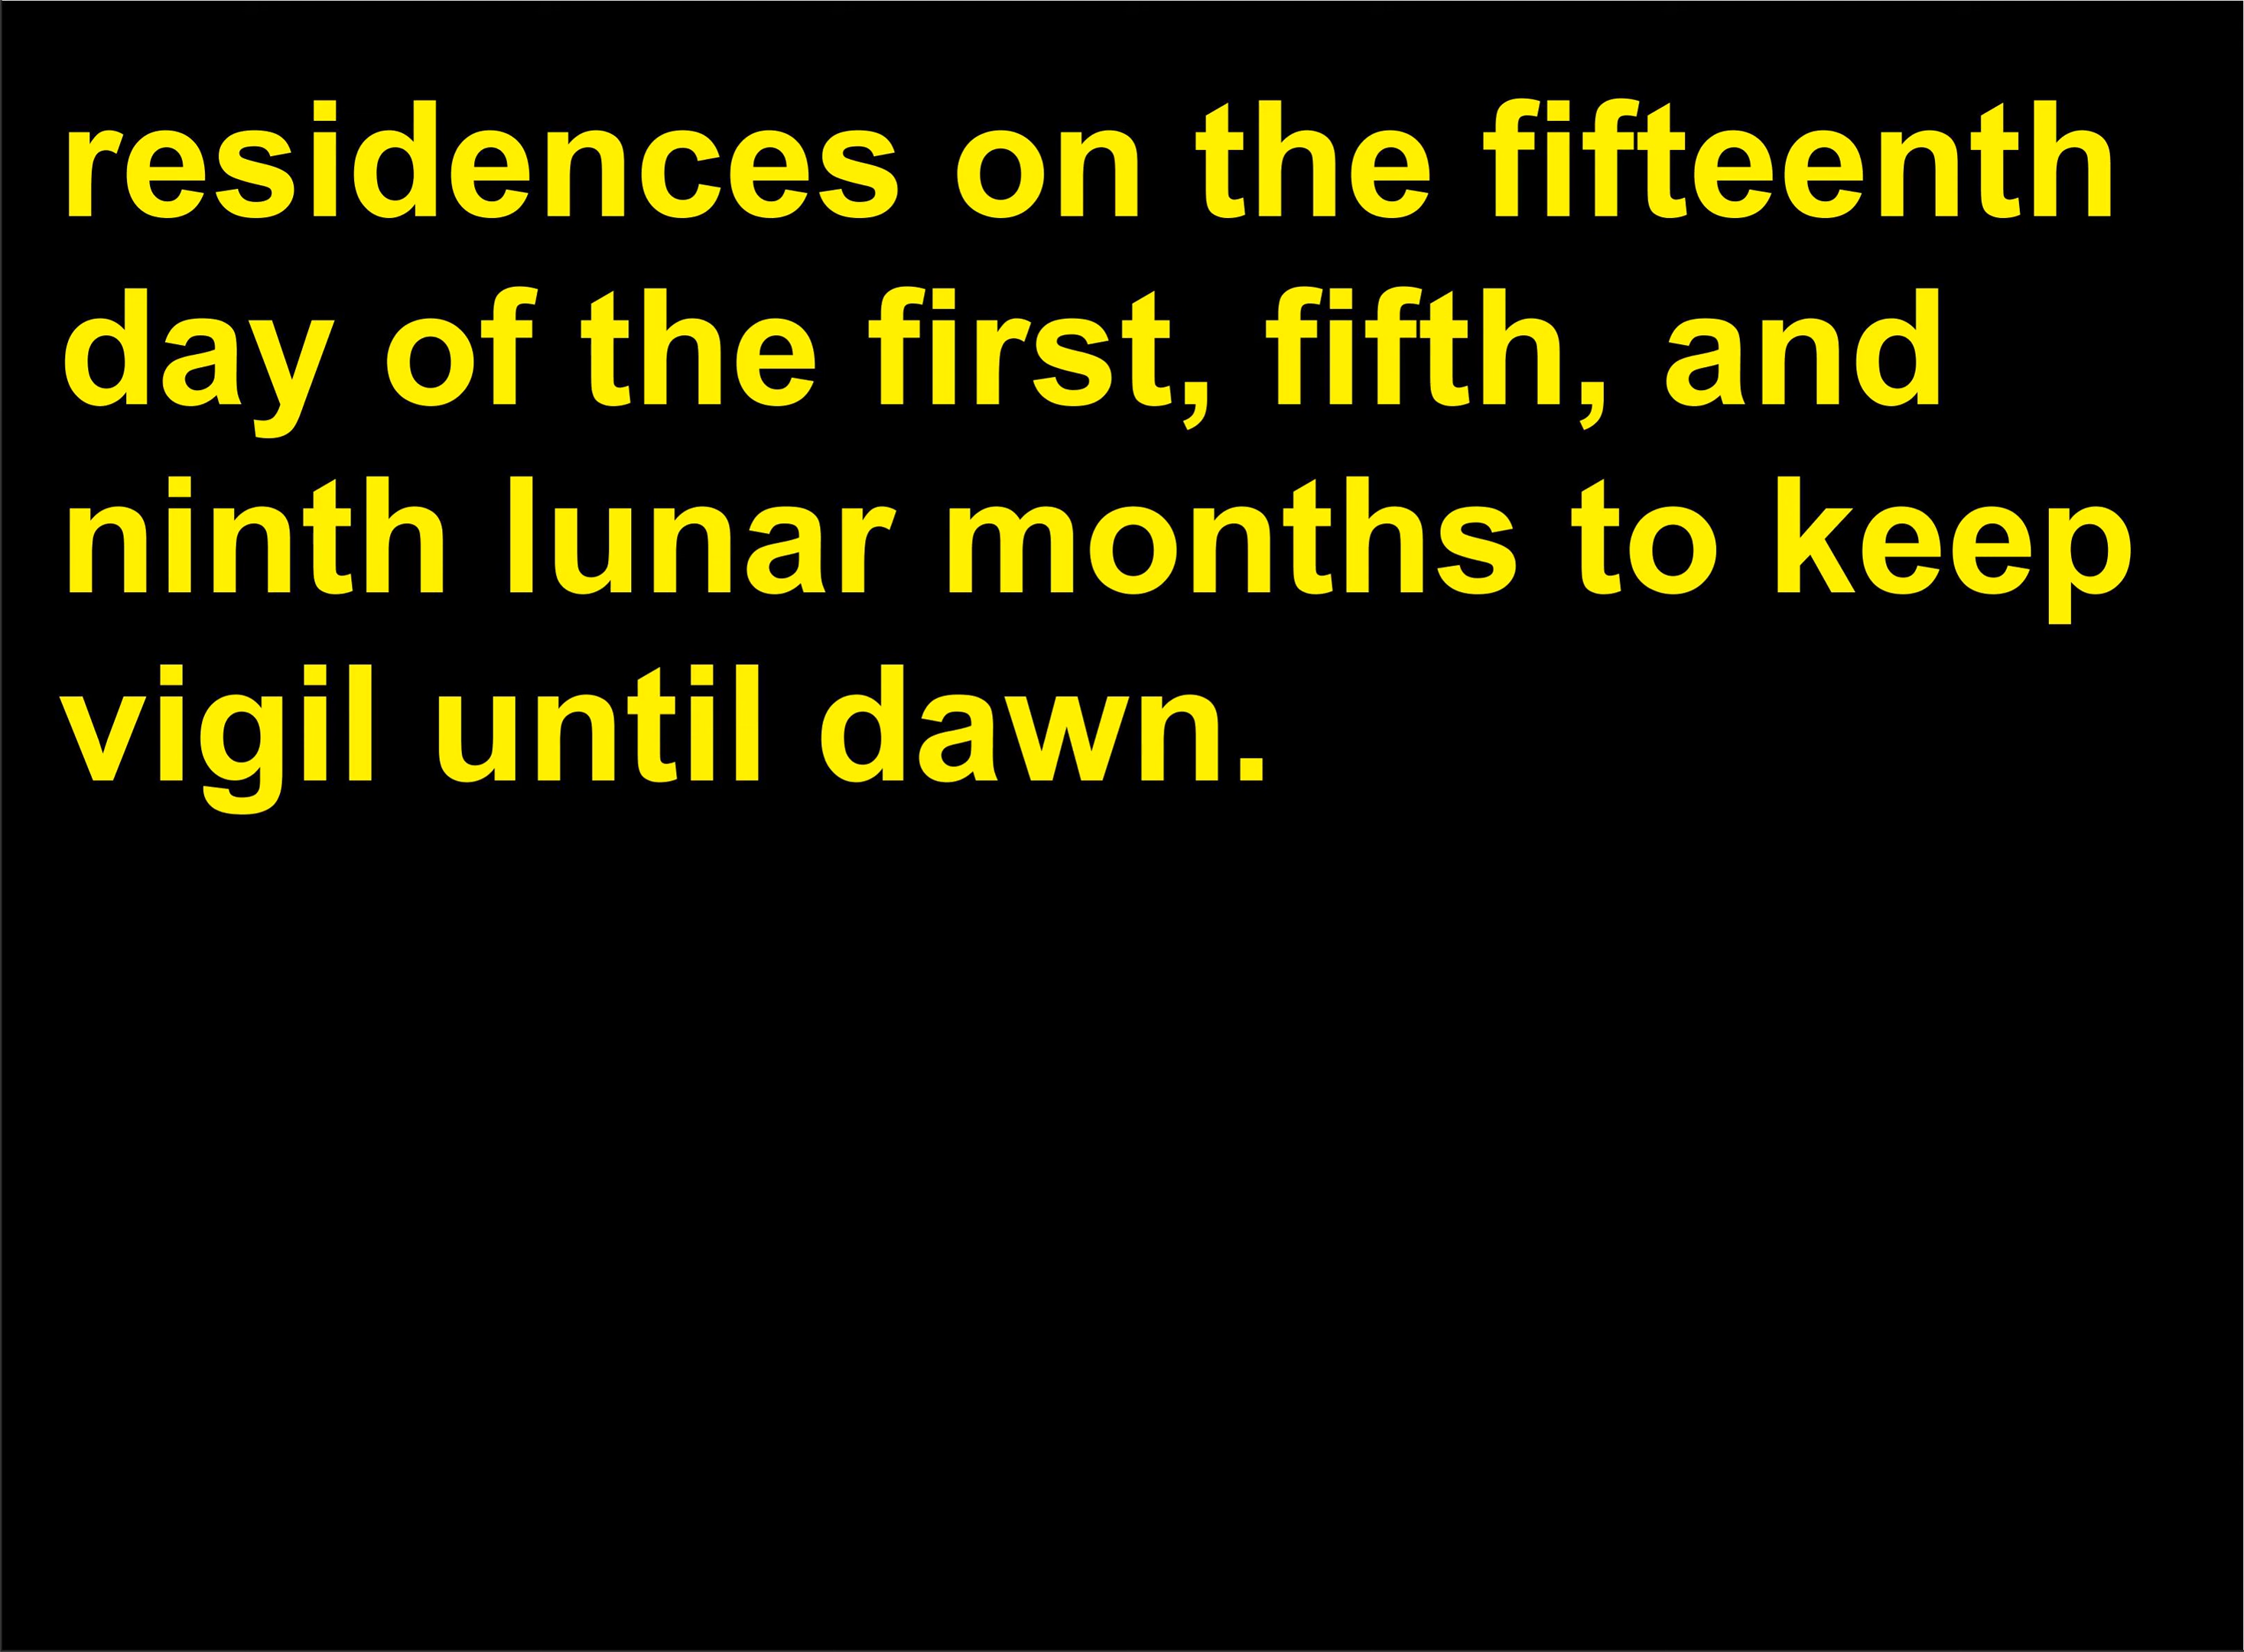 residences on the fifteenth
day of the first, fifth, and
ninth lunar months to keep
vigil until dawn.